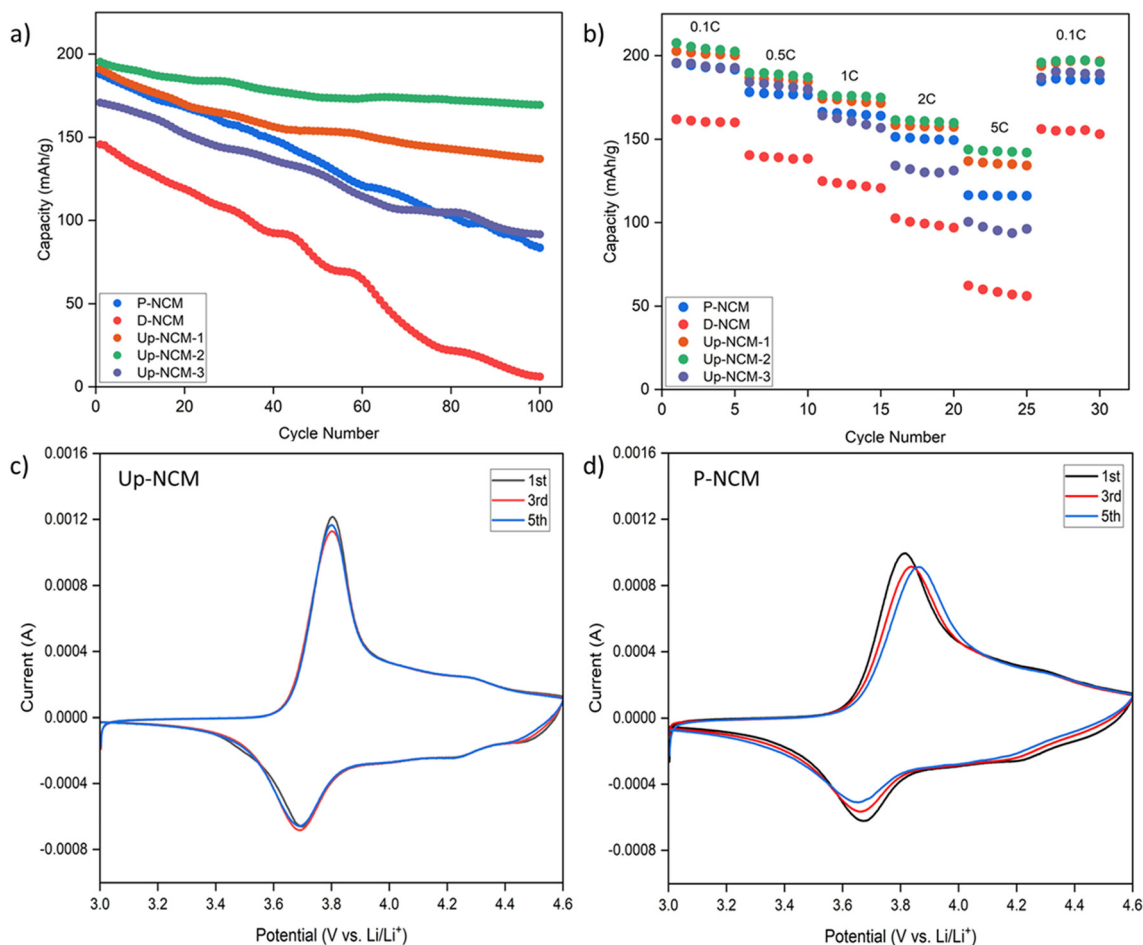 a)
Capacity (mAh/g)
200
150
100
50
0
P-NCM
D-NCM
Up-NCM-1
Up-NCM-2
Up-NCM-3
0 20 40 60 80 100
Cycle Number
b)
Capacity (mAh/g)
200
150
100
50
0
0.1C
0.5C
1C
2C
5C
0.1C
P-NCM
D-NCM
Up-NCM-1
Up-NCM-2
Up-NCM-3
0 5 10 15 20 25 30
Cycle Number
c)
Up-NCM
1st
3rd
5th
Current (A)
0.0016
0.0012
0.0008
0.0004
0.0000
-0.0004
-0.0008
3.0 3.2 3.4 3.6 3.8 4.0 4.2 4.4 4.6
Potential (V vs. Li/Li⁺)
d)
P-NCM
1st
3rd
5th
Current (A)
0.0016
0.0012
0.0008
0.0004
0.0000
-0.0004
-0.0008
3.0 3.2 3.4 3.6 3.8 4.0 4.2 4.4 4.6
Potential (V vs. Li/Li⁺)